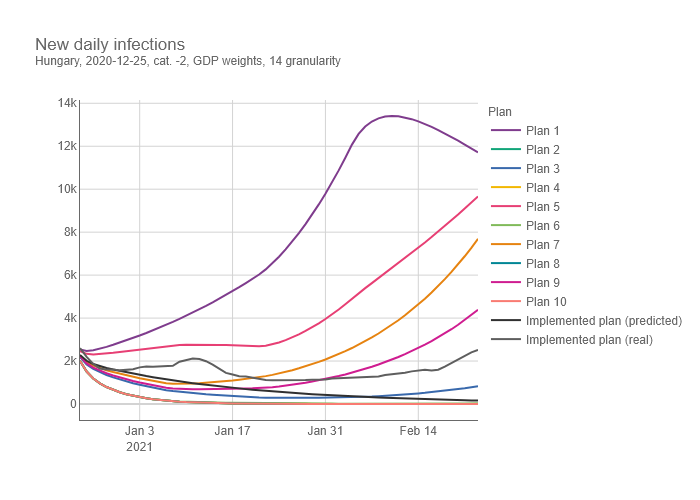 New daily infections
Hungary, 2020-12-25, cat. -2, GDP weights, 14 granularity
14k
12k
10k
8k
6k
4k
2k
0
Jan 3
2021
Jan 17
Jan 31
Feb 14
Plan
Plan 1
Plan 2
Plan 3
Plan 4
Plan 5
Plan 6
Plan 7
Plan 8
Plan 9
Plan 10
Implemented plan (predicted)
Implemented plan (real)